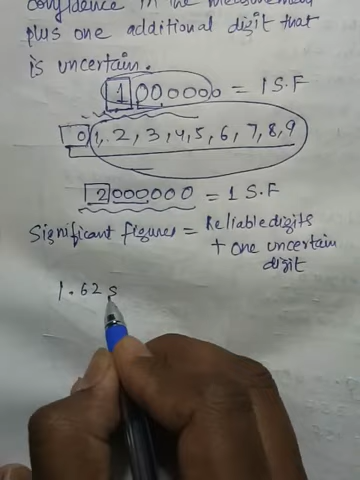 confidence in the measurement
plus one additional digit that
is uncertain.
1000000 = 1 S.F
0 1, 2, 3, 4, 5, 6, 7, 8, 9
2000000 = 1 S.F
Significant figures = Reliable digits
+ one uncertain
digit
1.62 s